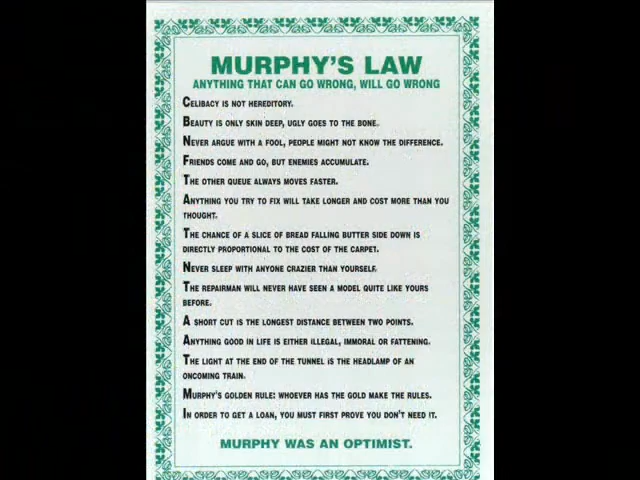 MURPHY'S LAW
ANYTHING THAT CAN GO WRONG, WILL GO WRONG
CELIBACY IS NOT HEREDITORY.
BEAUTY IS ONLY SKIN DEEP, UGLY GOES TO THE BONE.
NEVER ARGUE WITH A FOOL, PEOPLE MIGHT NOT KNOW THE DIFFERENCE.
FRIENDS COME AND GO, BUT ENEMIES ACCUMULATE.
THE OTHER QUEUE ALWAYS MOVES FASTER.
ANYTHING YOU TRY TO FIX WILL TAKE LONGER AND COST MORE THAN YOU
THOUGHT.
THE CHANCE OF A SLICE OF BREAD FALLING BUTTER SIDE DOWN IS
DIRECTLY PROPORTIONAL TO THE COST OF THE CARPET.
NEVER SLEEP WITH ANYONE CRAZIER THAN YOURSELF.
THE REPAIRMAN WILL NEVER HAVE SEEN A MODEL QUITE LIKE YOURS
BEFORE.
A SHORT CUT IS THE LONGEST DISTANCE BETWEEN TWO POINTS.
ANYTHING GOOD IN LIFE IS EITHER ILLEGAL, IMMORAL OR FATTENING.
THE LIGHT AT THE END OF THE TUNNEL IS THE HEADLAMP OF AN
ONCOMING TRAIN.
MURPHY'S GOLDEN RULE: WHOEVER HAS THE GOLD MAKE THE RULES.
IN ORDER TO GET A LOAN, YOU MUST FIRST PROVE YOU DON'T NEED IT.
MURPHY WAS AN OPTIMIST.